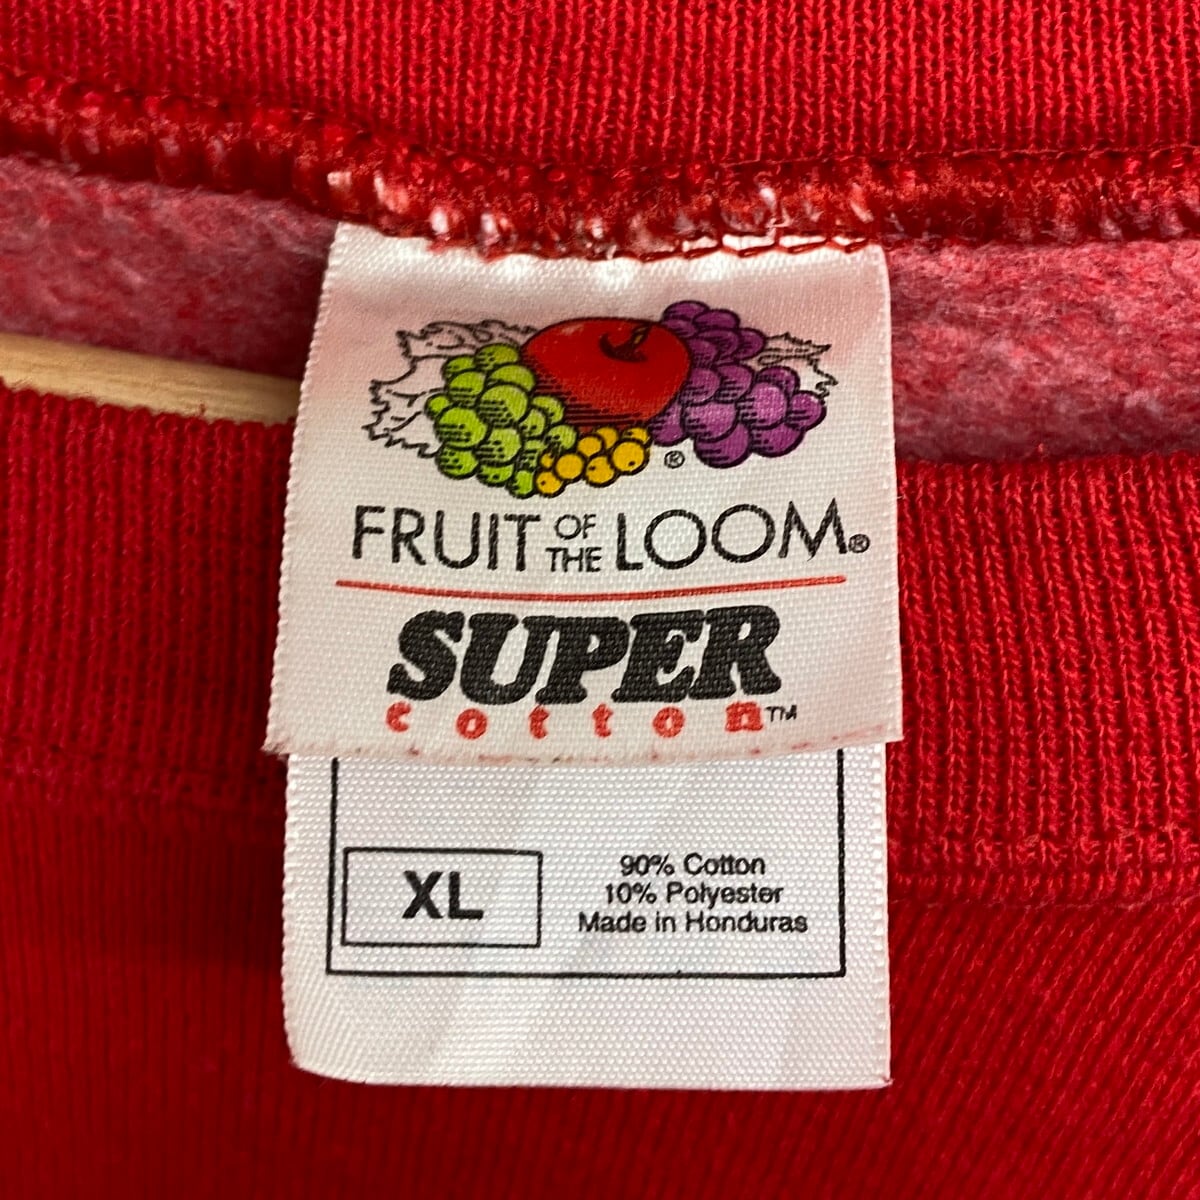 ®
FRUIT OF THE LOOM®
SUPER
cotton™
XL
90% Cotton
10% Polyester
Made in Honduras